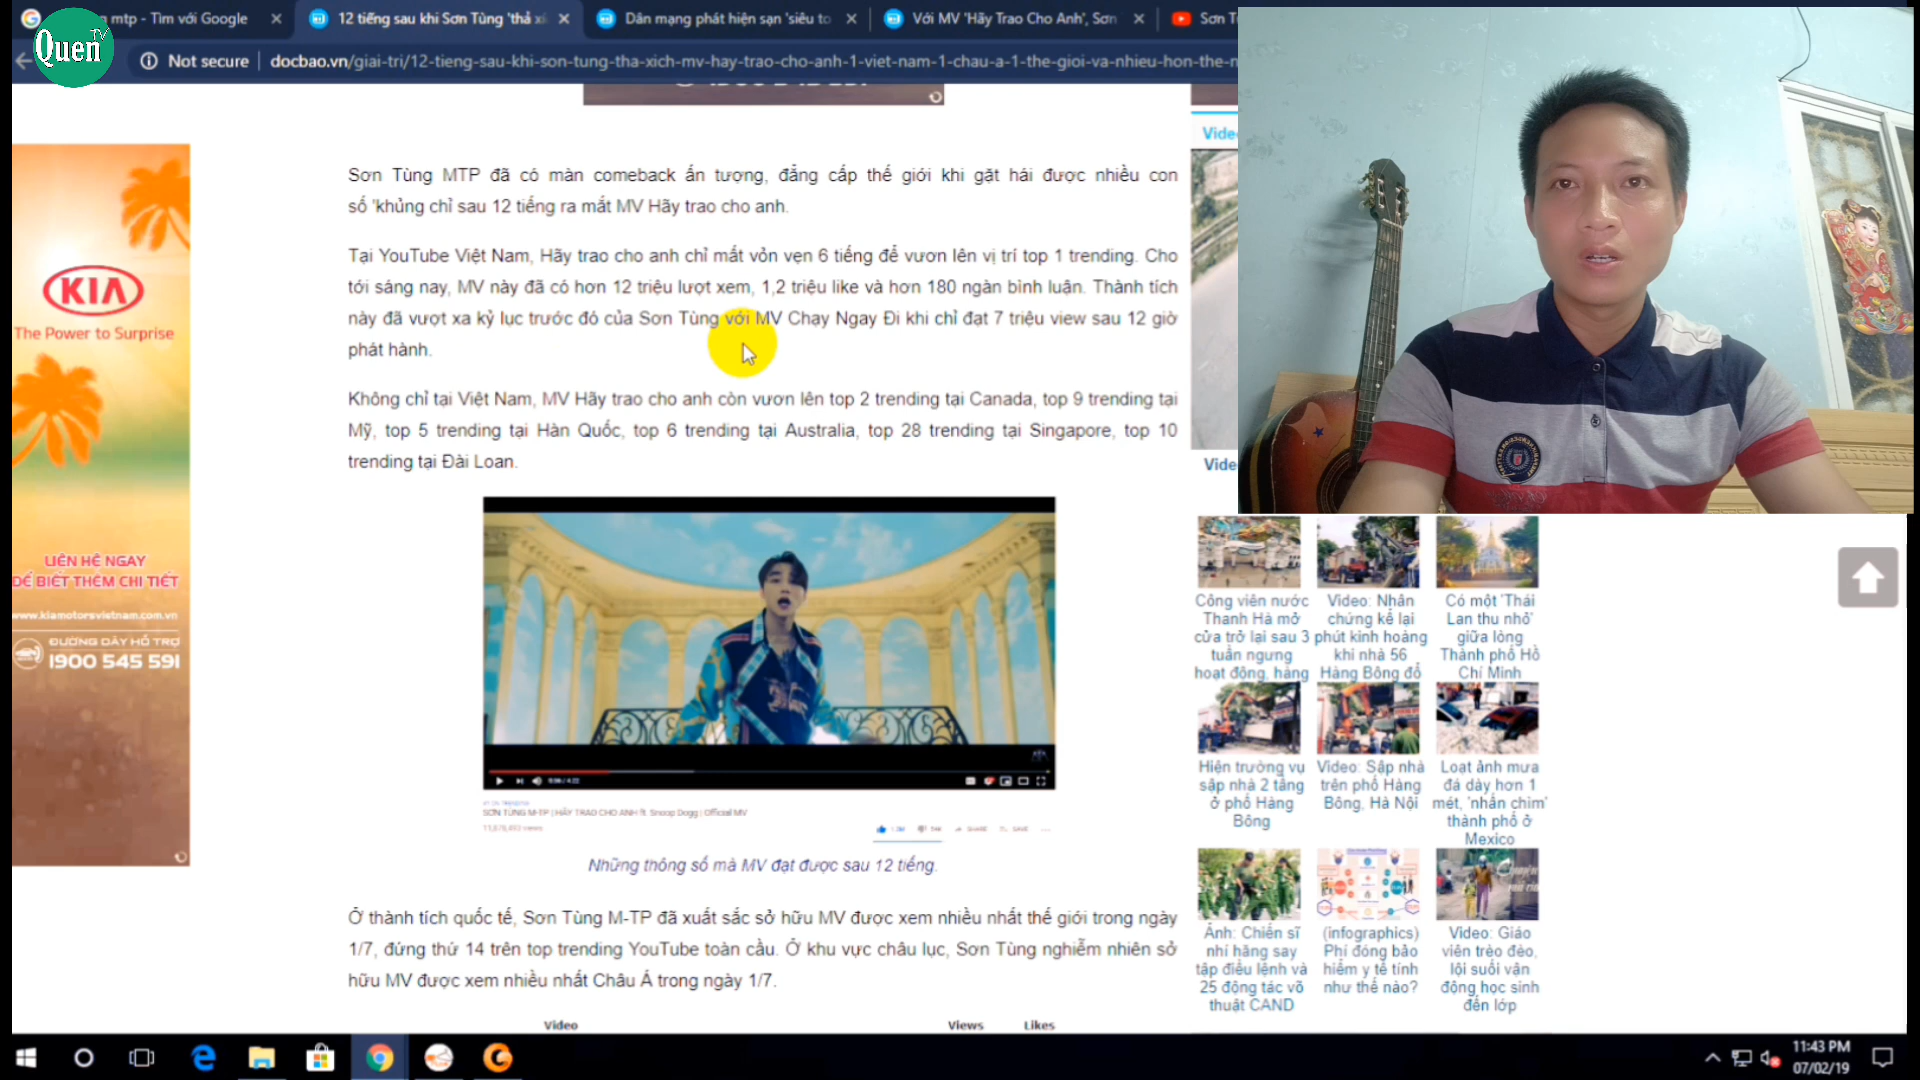 Quen TV
mtp - Tìm với Google
12 tiếng sau khi Sơn Tùng 'thả
Dân mạng phát hiện sạn 'siêu to
Với MV 'Hãy Trao Cho Anh', Sơn
Sơn T
Not secure
docbao.vn/giai-tri/12-tieng-sau-khi-son-tung-tha-xich-mv-hay-trao-cho-anh-1-viet-nam-1-chau-a-1-the-gioi-va-nhieu-hon-the-n
KIA
The Power to Surprise
LIÊN HỆ NGAY
ĐỂ BIẾT THÊM CHI TIẾT
www.kiamotorsvietnam.com.vn
ĐƯỜNG DÂY HỖ TRỢ
1900 545 591
Sơn Tùng MTP đã có màn comeback ấn tượng, đẳng cấp thế giới khi gặt hái được nhiều con
số 'khủng chỉ sau 12 tiếng ra mắt MV Hãy trao cho anh.
Tại YouTube Việt Nam, Hãy trao cho anh chỉ mất vỏn vẹn 6 tiếng để vươn lên vị trí top 1 trending. Cho
tới sáng nay, MV này đã có hơn 12 triệu lượt xem, 1,2 triệu like và hơn 180 ngàn bình luận. Thành tích
này đã vượt xa kỷ lục trước đó của Sơn Tùng với MV Chạy Ngay Đi khi chỉ đạt 7 triệu view sau 12 giờ
phát hành.
Không chỉ tại Việt Nam, MV Hãy trao cho anh còn vươn lên top 2 trending tại Canada, top 9 trending tại
Mỹ, top 5 trending tại Hàn Quốc, top 6 trending tại Australia, top 28 trending tại Singapore, top 10
trending tại Đài Loan.
SƠN TÙNG M-TP | HÃY TRAO CHO ANH ft. Snoop Dogg | Official MV
Những thông số mà MV đạt được sau 12 tiếng.
Ở thành tích quốc tế, Sơn Tùng M-TP đã xuất sắc sở hữu MV được xem nhiều nhất thế giới trong ngày
1/7, đứng thứ 14 trên top trending YouTube toàn cầu. Ở khu vực châu lục, Sơn Tùng nghiễm nhiên sở
hữu MV được xem nhiều nhất Châu Á trong ngày 1/7.
Video Views Likes
Vide
Vide
Công viên nước
Thanh Hà mở
cửa trở lại sau 3
tuần ngưng
hoạt động, hàng
Video: Nhân
chứng kể lại
phút kinh hoàng
khi nhà 56
Hàng Bông đổ
Có một 'Thái
Lan thu nhỏ'
giữa lòng
Thành phố Hồ
Chí Minh
Hiện trường vụ
sập nhà 2 tầng
ở phố Hàng
Bông
Video: Sập nhà
trên phố Hàng
Bông, Hà Nội
Loạt ảnh mưa
đá dày hơn 1
mét, 'nhấn chìm'
thành phố ở
Mexico
Ảnh: Chiến sĩ
nhí hăng say
tập điều lệnh và
25 động tác võ
thuật CAND
(infographics)
Phí đóng bảo
hiểm y tế tính
như thế nào?
Video: Giáo
viên trèo đèo,
lội suối vận
động học sinh
đến lớp
11:43 PM
07/02/19